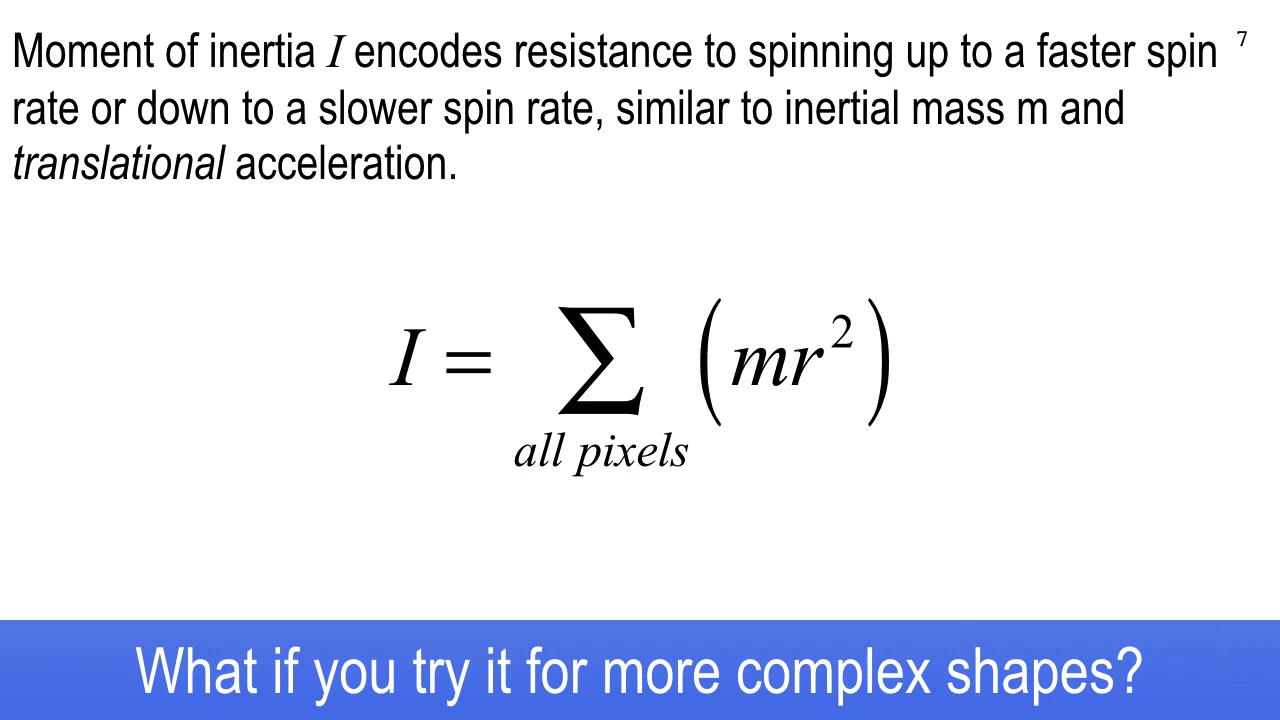 Moment of inertia I encodes resistance to spinning up to a faster spin 7
rate or down to a slower spin rate, similar to inertial mass m and
translational acceleration.
I = ∑ (mr²)
all pixels
What if you try it for more complex shapes?